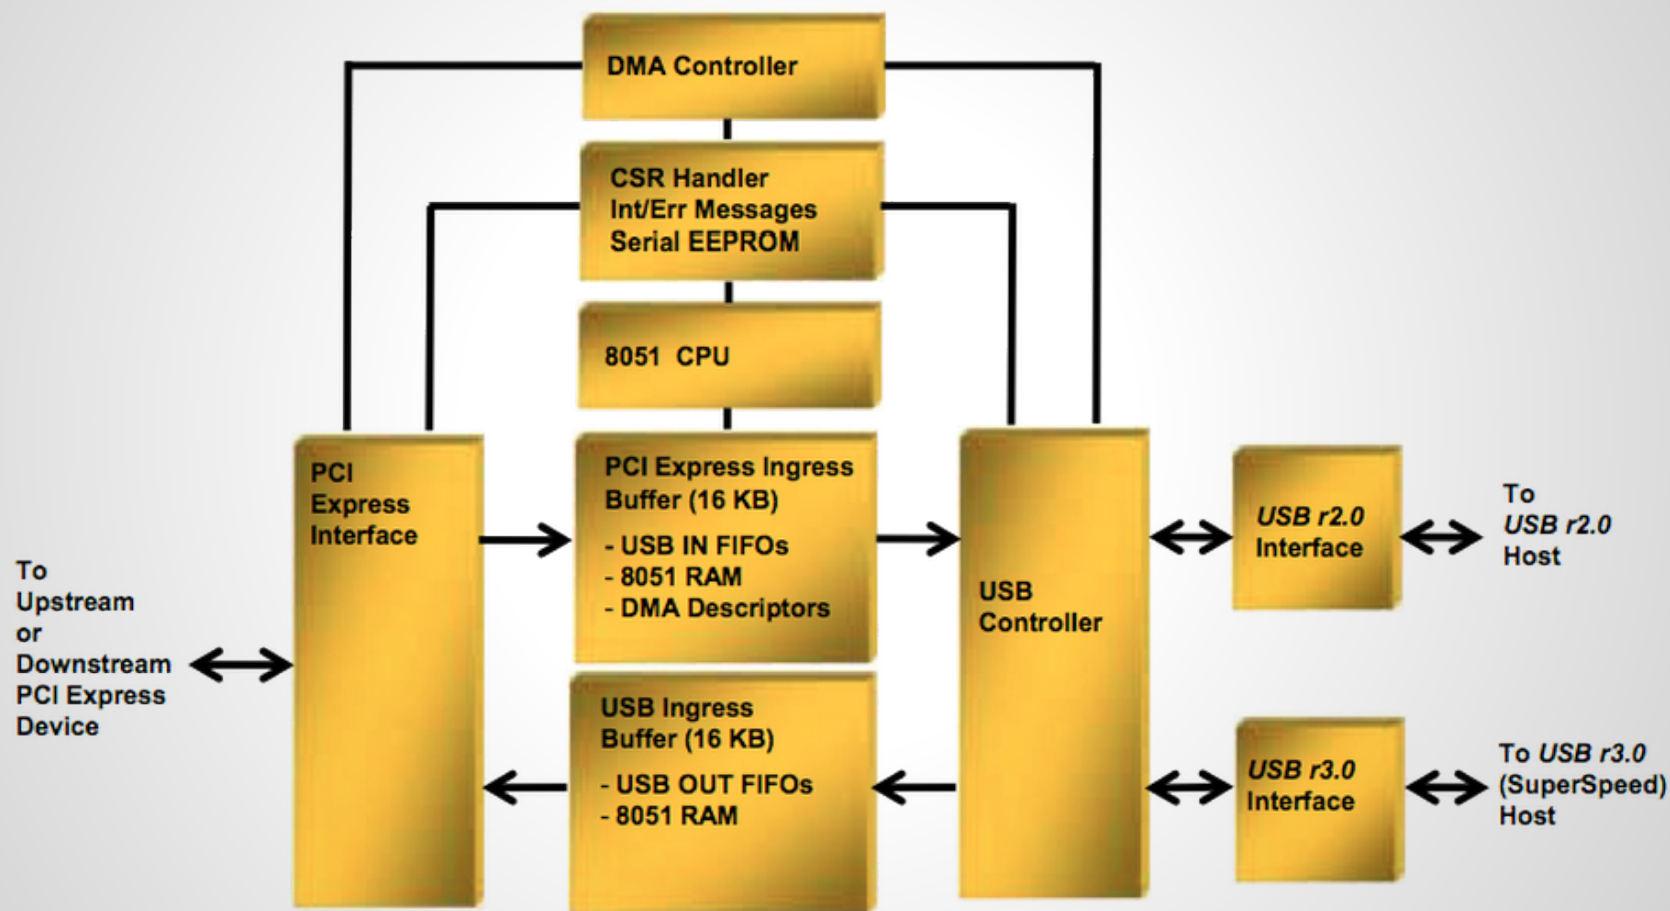 DMA Controller
CSR Handler
Int/Err Messages
Serial EEPROM
8051 CPU
PCI
Express
Interface
PCI Express Ingress
Buffer (16 KB)
- USB IN FIFOs
- 8051 RAM
- DMA Descriptors
USB Ingress
Buffer (16 KB)
- USB OUT FIFOs
- 8051 RAM
USB
Controller
USB r2.0
Interface
To
USB r2.0
Host
USB r3.0
Interface
To USB r3.0
(SuperSpeed)
Host
To
Upstream
or
Downstream
PCI Express
Device